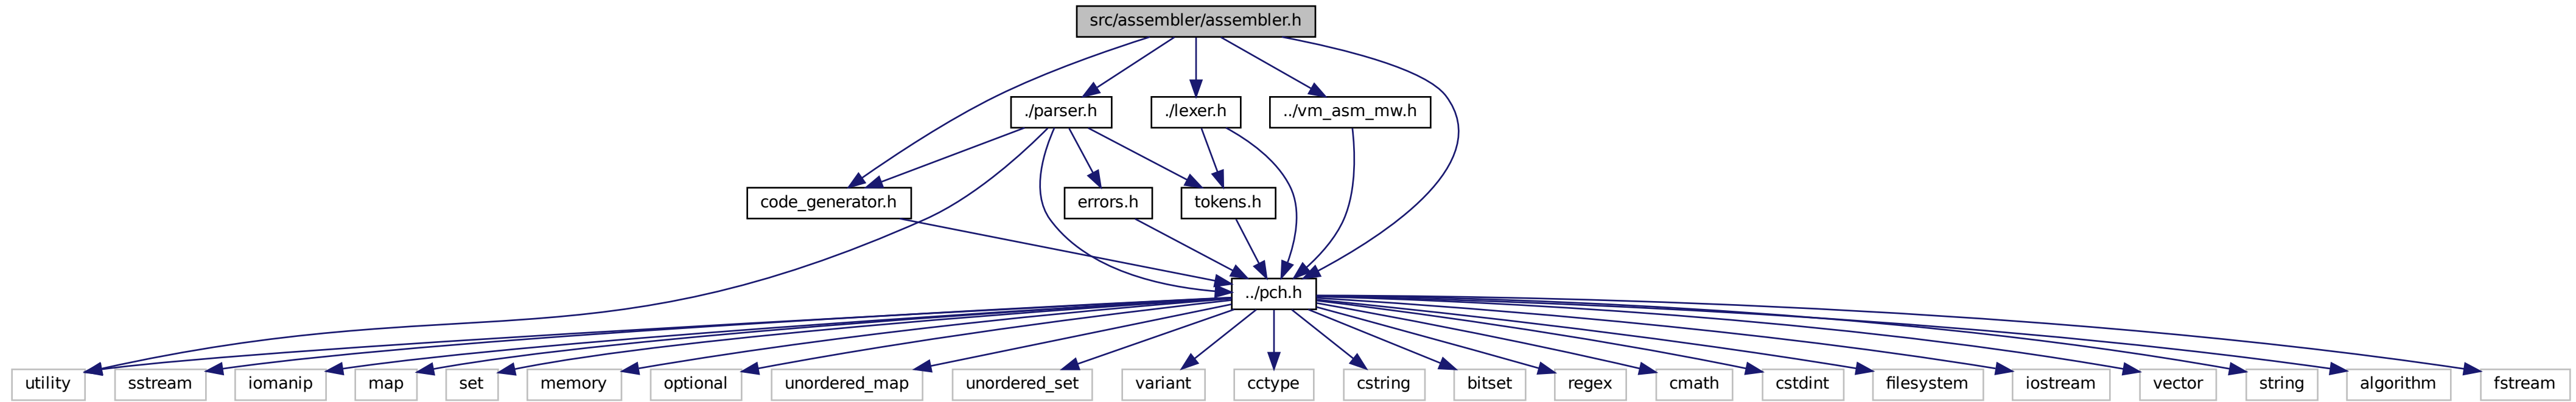 src/assembler/assembler.h
./parser.h
./lexer.h
../vm_asm_mw.h
code_generator.h
errors.h
tokens.h
../pch.h
utility
sstream
iomanip
map
set
memory
optional
unordered_map
unordered_set
variant
cctype
cstring
bitset
regex
cmath
cstdint
filesystem
iostream
vector
string
algorithm
fstream